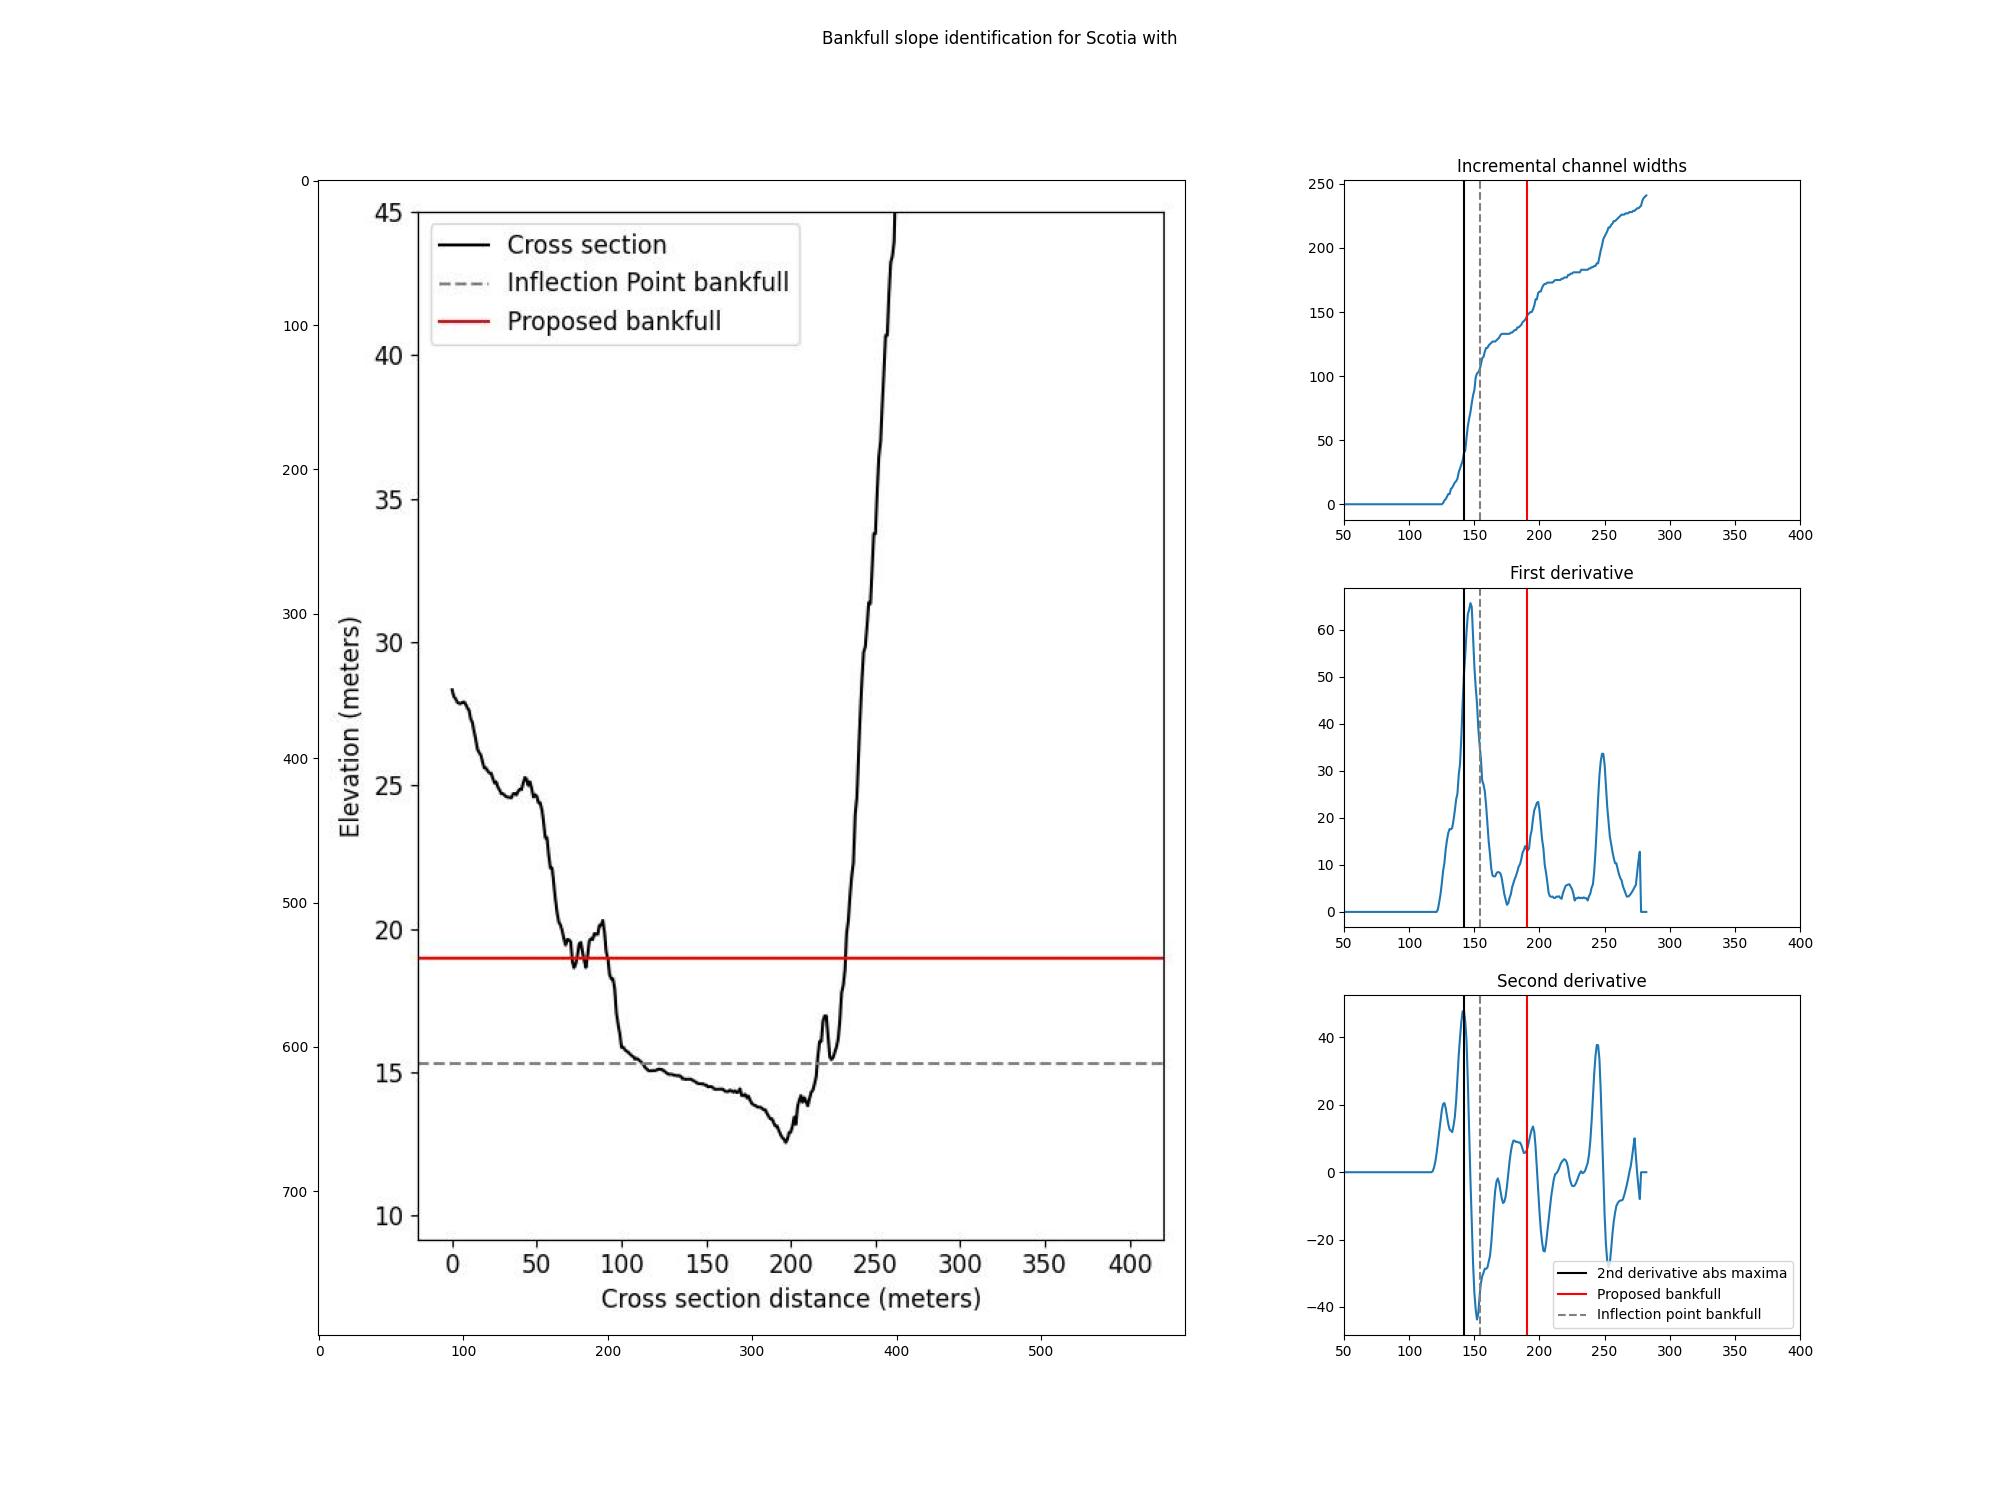 Bankfull slope identification for Scotia with
0
100
200
300
400
500
600
700
0
100
200
300
400
500
45
40
35
30
25
20
15
10
Elevation (meters)
Cross section
Inflection Point bankfull
Proposed bankfull
0 50 100 150 200 250 300 350 400
Cross section distance (meters)
Incremental channel widths
250
200
150
100
50
0
50 100 150 200 250 300 350 400
First derivative
60
50
40
30
20
10
0
50 100 150 200 250 300 350 400
Second derivative
40
20
0
−20
−40
2nd derivative abs maxima
Proposed bankfull
Inflection point bankfull
50 100 150 200 250 300 350 400